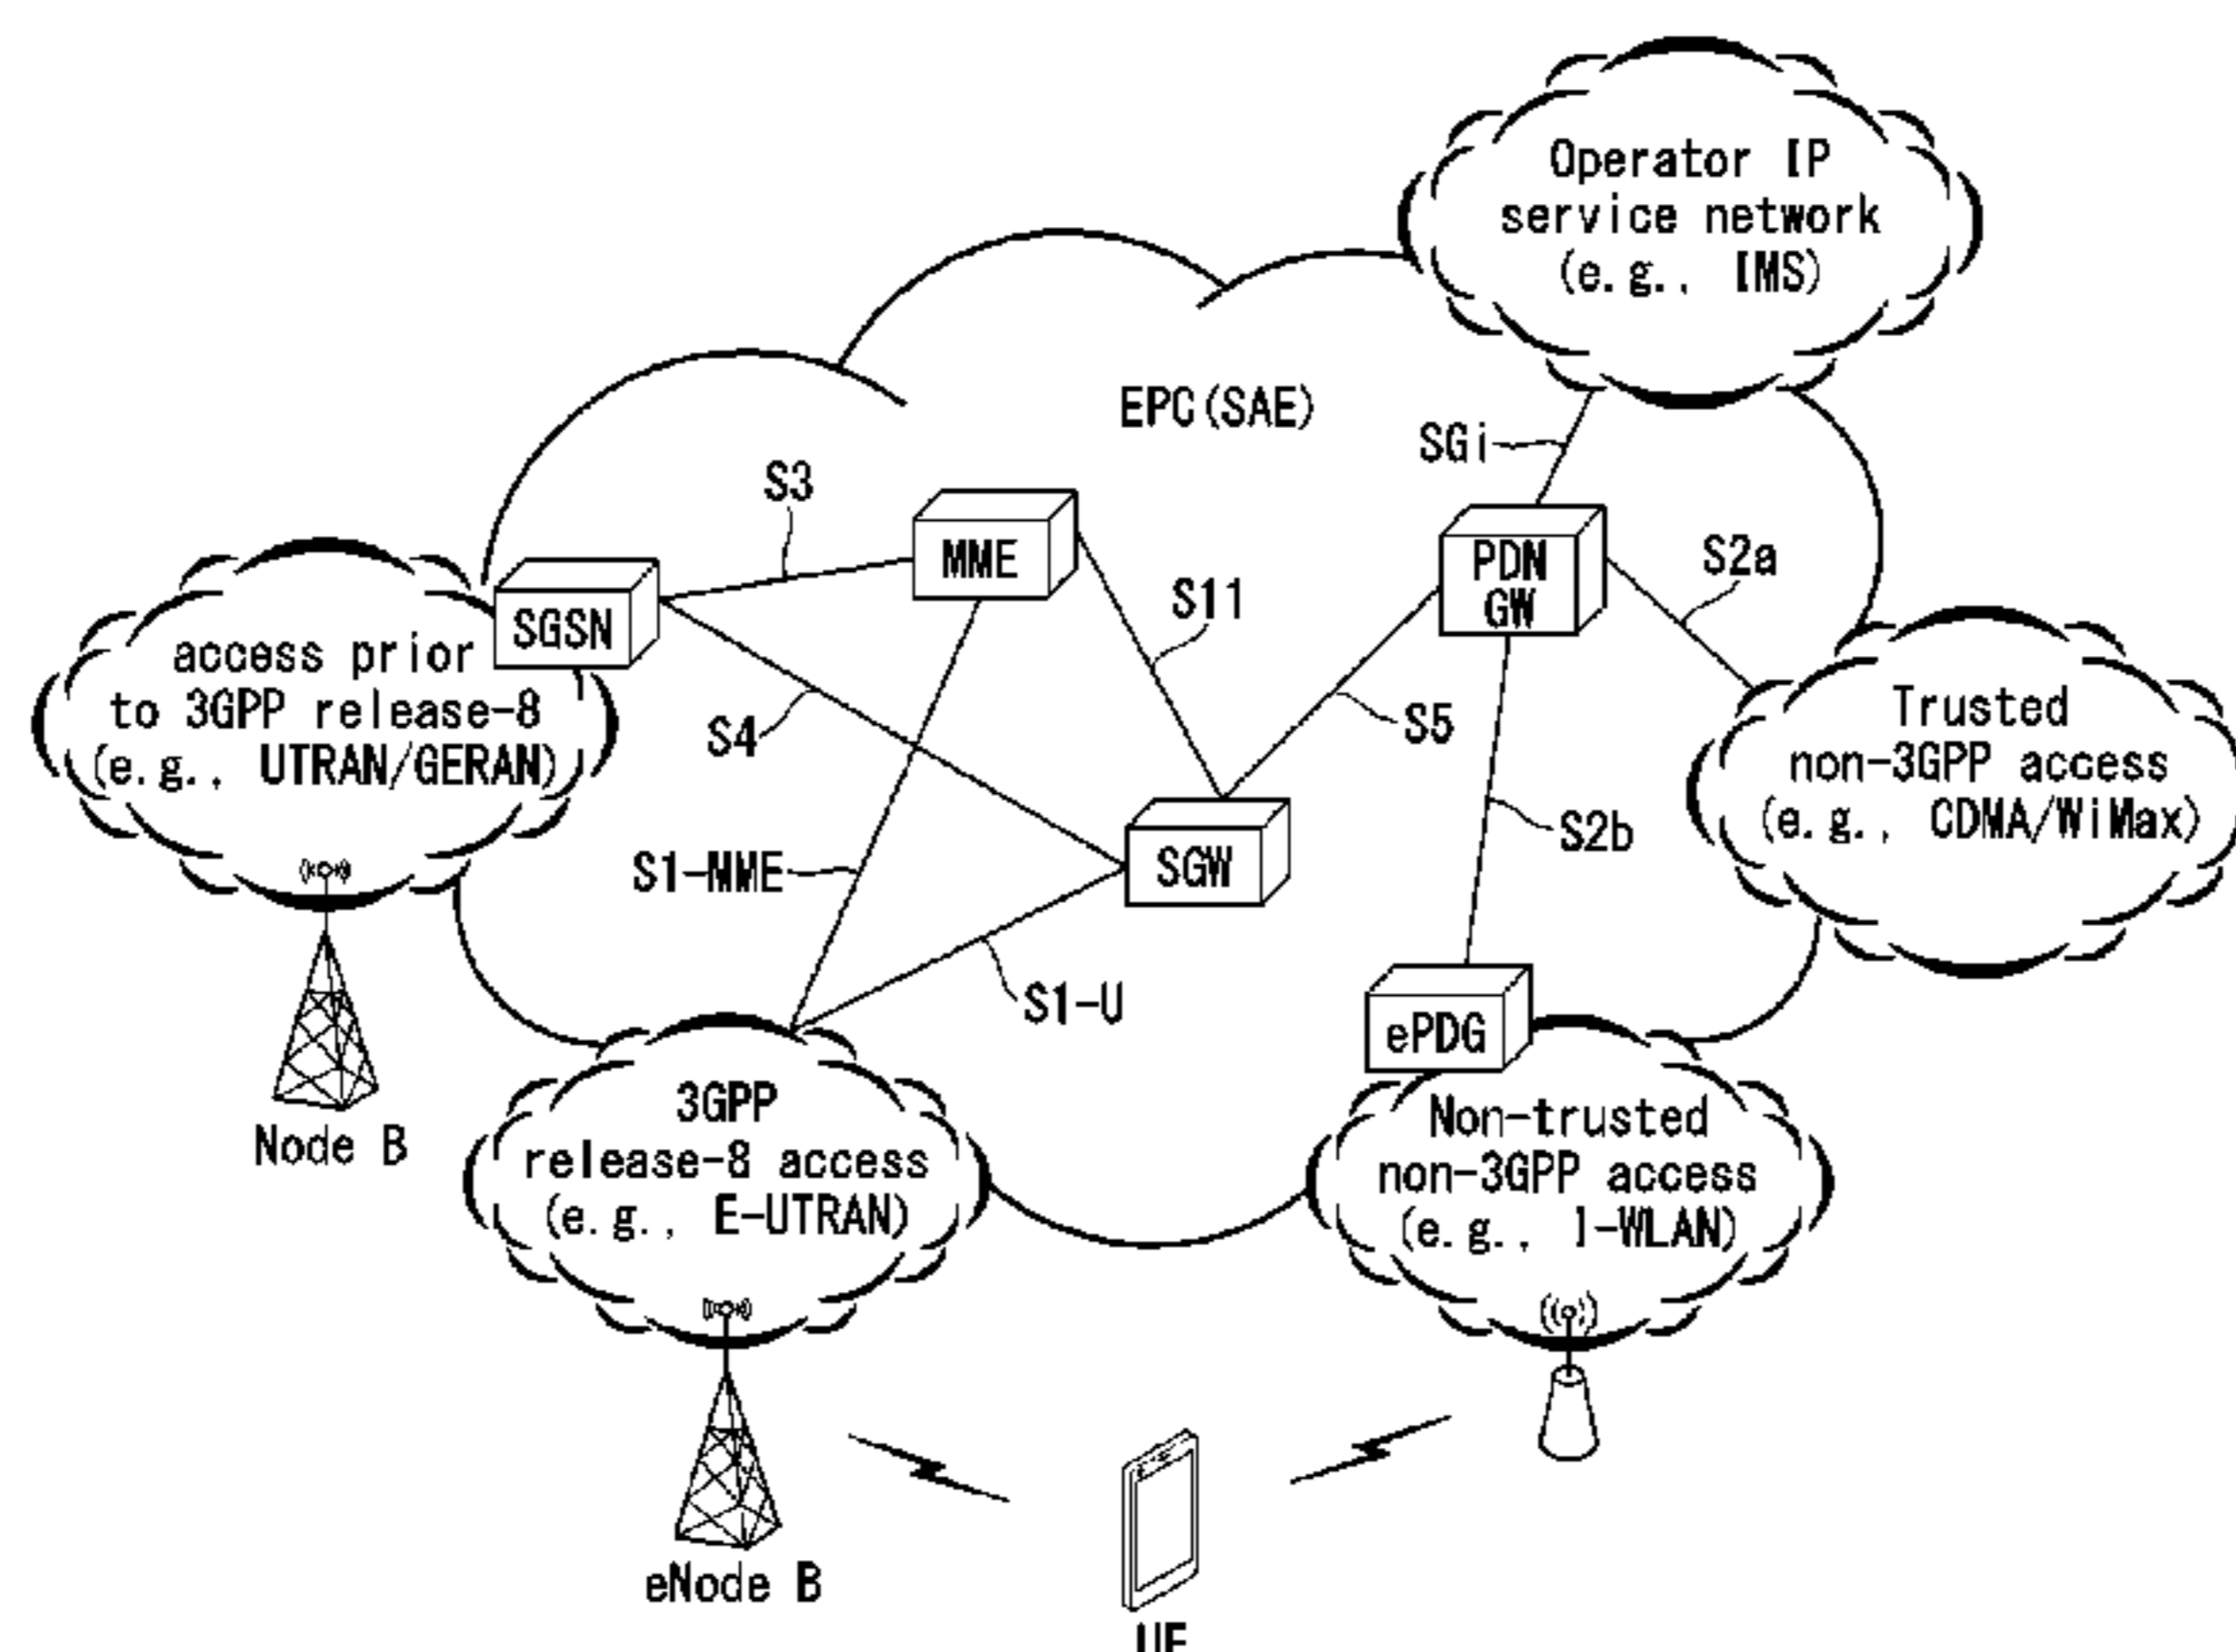 Operator IP
service network
(e.g., IMS)
EPC(SAE)
SGi
S3
MME
PDN
GW
S2a
S11
SGSN
access prior
to 3GPP release-8
(e.g., UTRAN/GERAN)
S4
S5
Trusted
non-3GPP access
(e.g., CDMA/WiMax)
S2b
S1-MME
SGW
S1-U
ePDG
Node B
3GPP
release-8 access
(e.g., E-UTRAN)
Non-trusted
non-3GPP access
(e.g., I-WLAN)
eNode B
UE